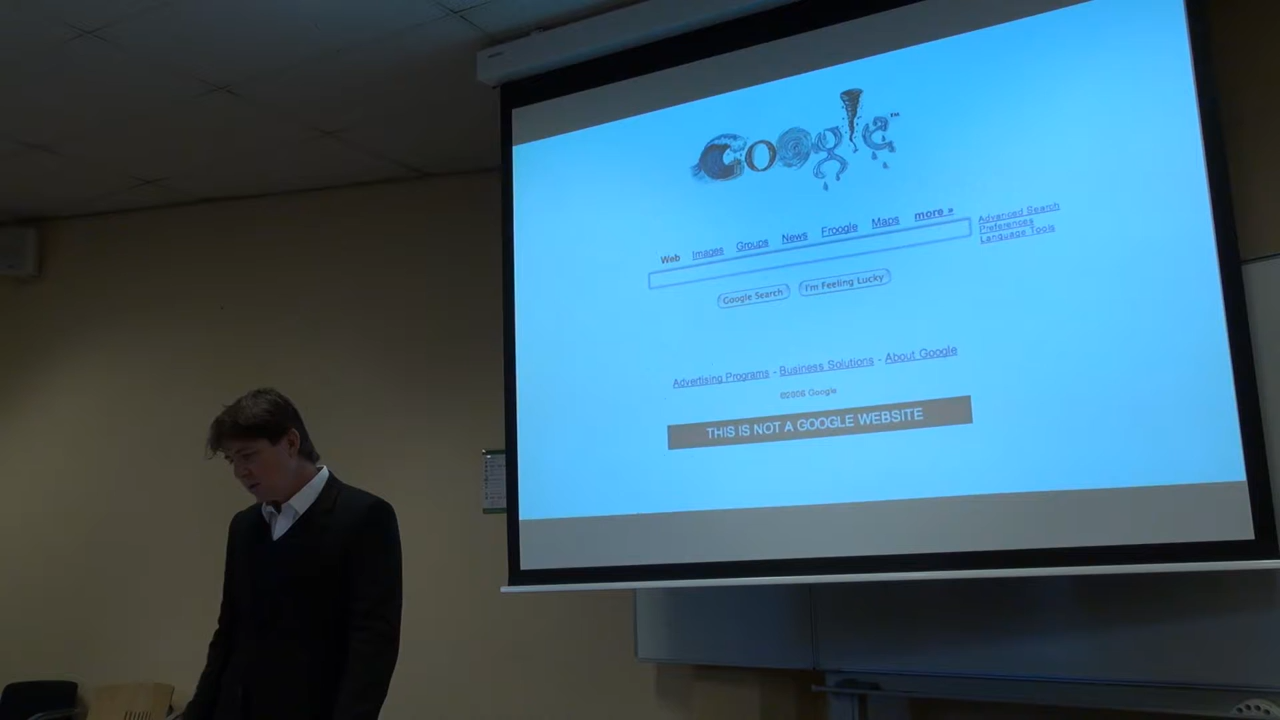 Google™
Web Images Groups News Froogle Maps more »
Advanced Search
Preferences
Language Tools
Google Search I'm Feeling Lucky
Advertising Programs - Business Solutions - About Google
©2006 Google
THIS IS NOT A GOOGLE WEBSITE